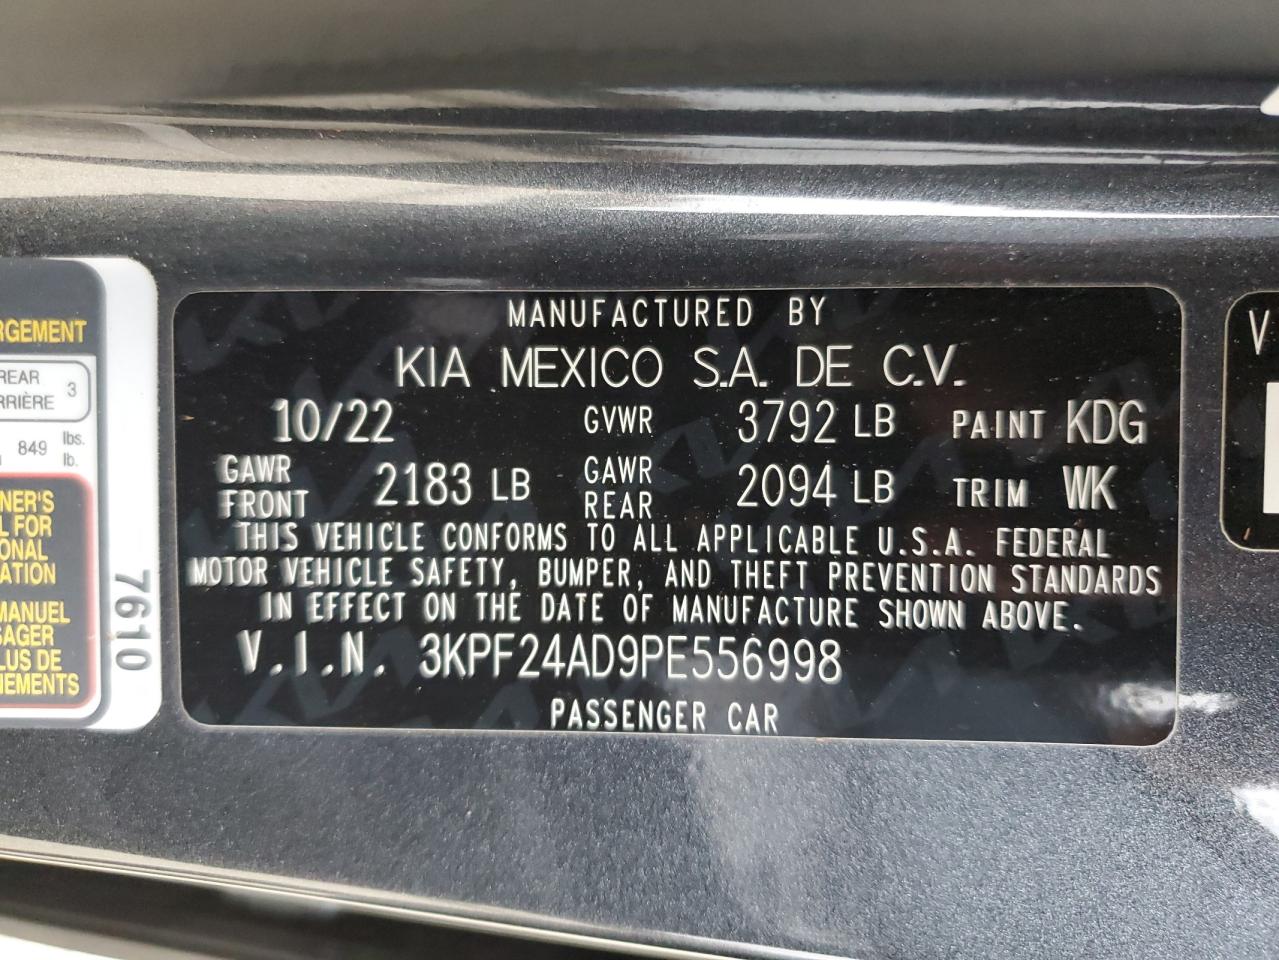 MANUFACTURED BY
KIA MEXICO S.A. DE C.V.
10/22 GVWR 3792 LB PAINT KDG
GAWR FRONT 2183 LB GAWR REAR 2094 LB TRIM WK
THIS VEHICLE CONFORMS TO ALL APPLICABLE U.S.A. FEDERAL
MOTOR VEHICLE SAFETY, BUMPER, AND THEFT PREVENTION STANDARDS
IN EFFECT ON THE DATE OF MANUFACTURE SHOWN ABOVE.
V.I.N. 3KPF24AD9PE556998
PASSENGER CAR
RGEMENT
REAR 3
RRIÈRE
849 lbs.
lb.
NER'S
L FOR
ONAL
ATION
MANUEL
SAGER
LUS DE
IEMENTS
7610
V